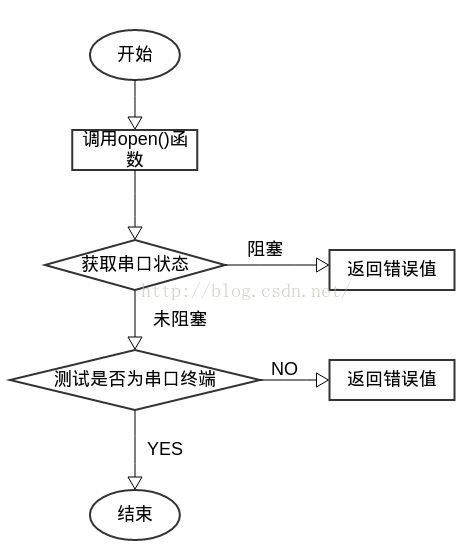 开始
调用open()函
数
获取串口状态
阻塞
返回错误值
http://blog.csdn.net/
未阻塞
测试是否为串口终端
NO
返回错误值
YES
结束